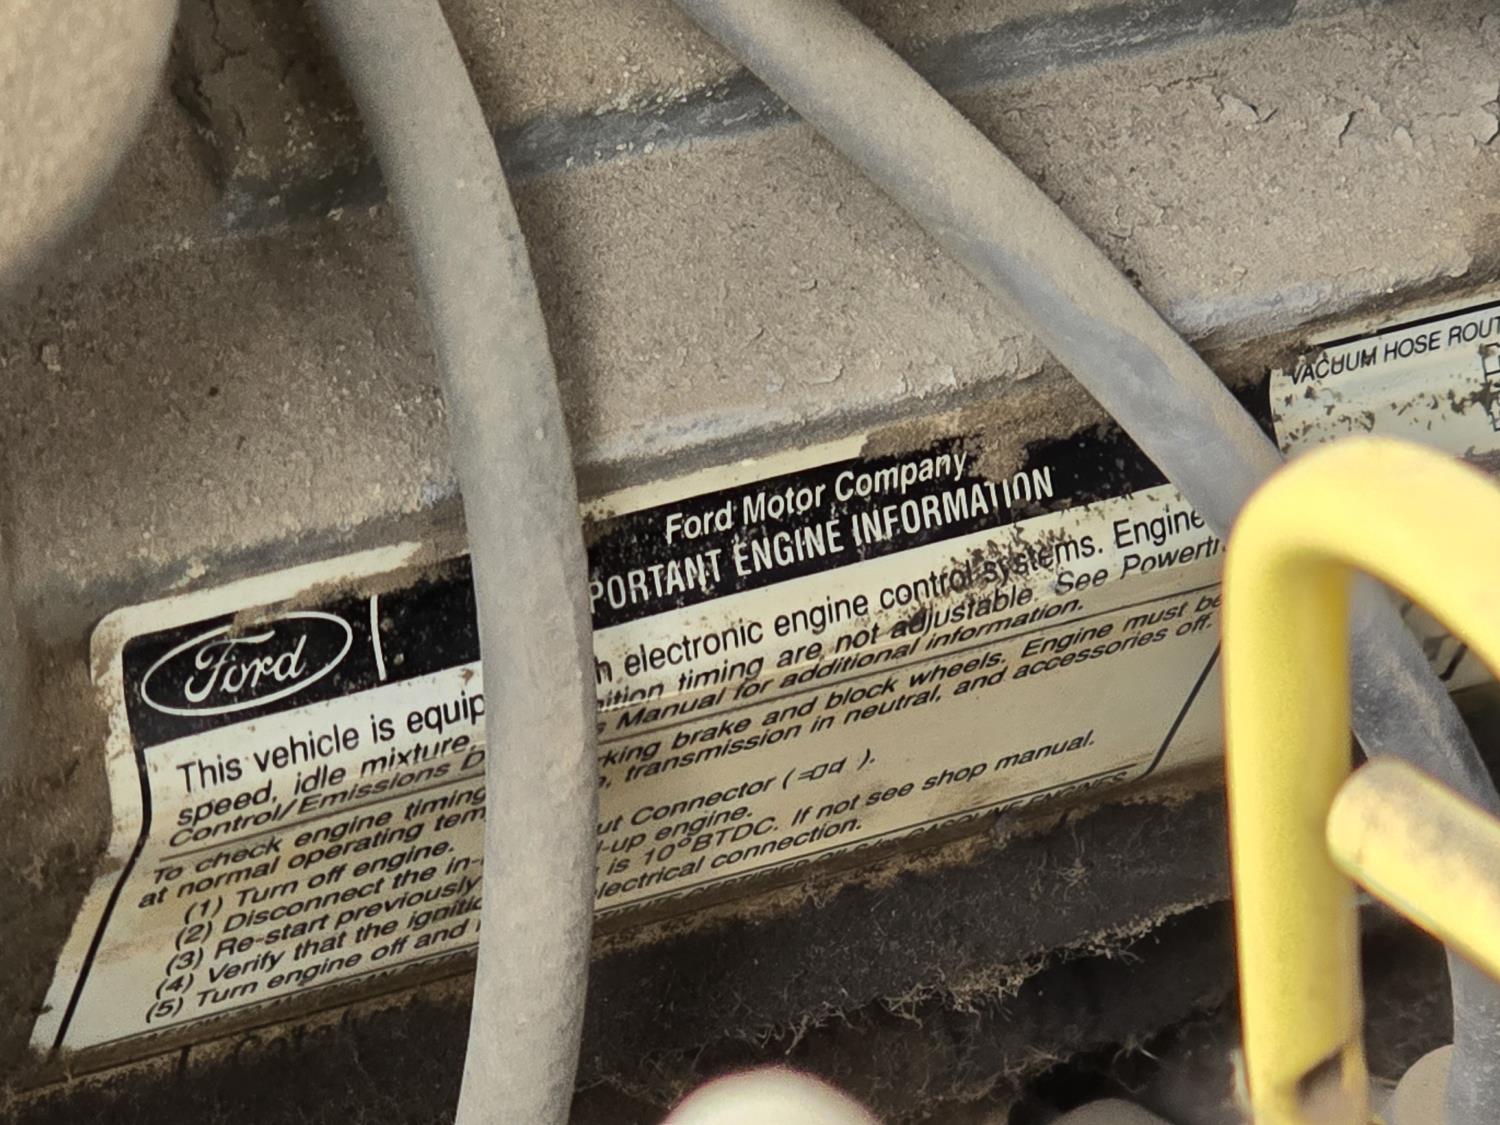 VACUUM HOSE ROUT
Ford Motor Company
PORTANT ENGINE INFORMATION
Ford
This vehicle is equip h electronic engine control systems. Engine
speed, idle mixture, nition timing are not adjustable. See Powertr
Control/Emissions D s Manual for additional information.
To check engine timing rking brake and block wheels. Engine must be
at normal operating tem e, transmission in neutral, and accessories off.
(1) Turn off engine.
(2) Disconnect the in- ut Connector ( ).
(3) Re-start previously d-up engine.
(4) Verify that the ignitio is 10°BTDC. If not see shop manual.
(5) Turn engine off and electrical connection.